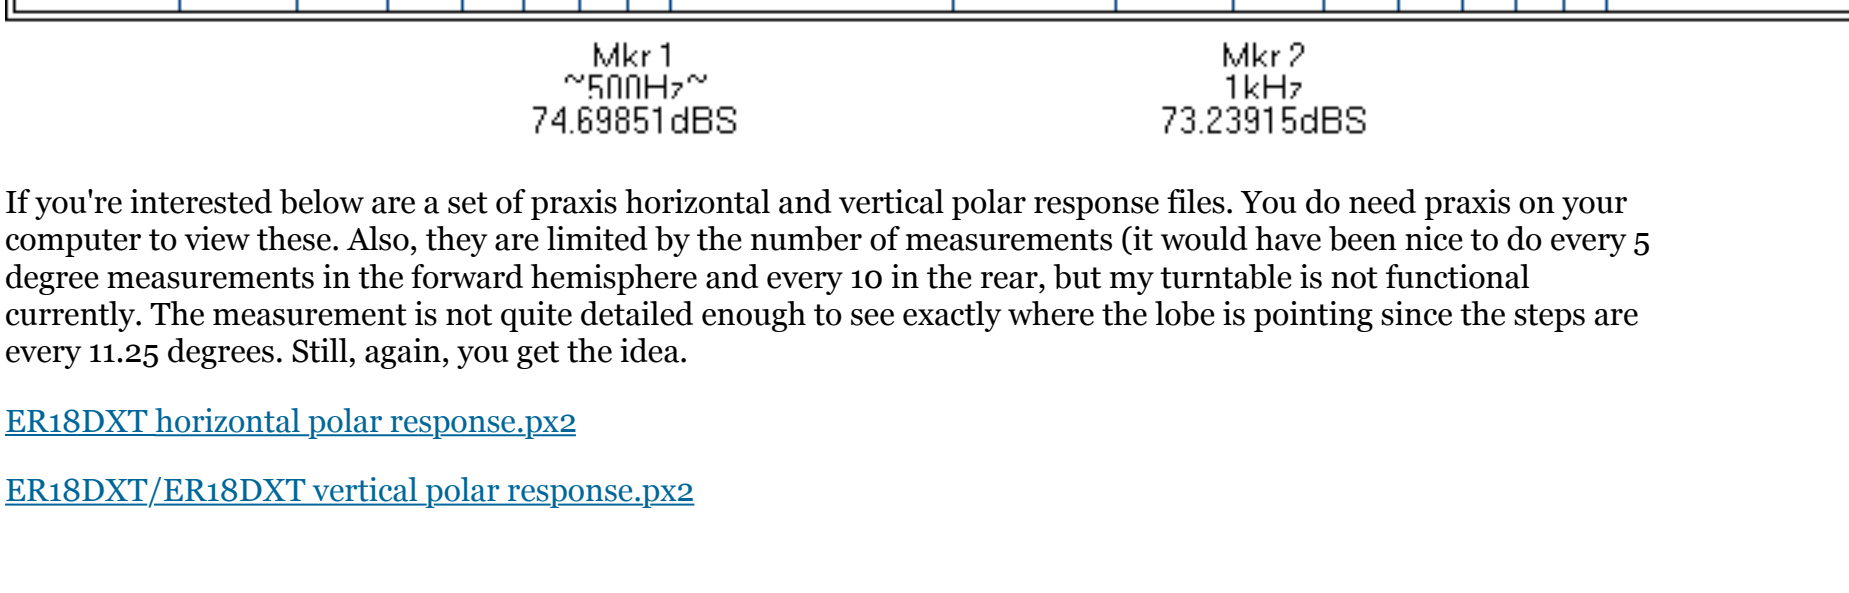 Mkr 1 Mkr 2
~500Hz~ 1kHz
74.69851dBS 73.23915dBS
If you're interested below are a set of praxis horizontal and vertical polar response files. You do need praxis on your
computer to view these. Also, they are limited by the number of measurements (it would have been nice to do every 5
degree measurements in the forward hemisphere and every 10 in the rear, but my turntable is not functional
currently. The measurement is not quite detailed enough to see exactly where the lobe is pointing since the steps are
every 11.25 degrees. Still, again, you get the idea.
ER18DXT horizontal polar response.px2
ER18DXT/ER18DXT vertical polar response.px2